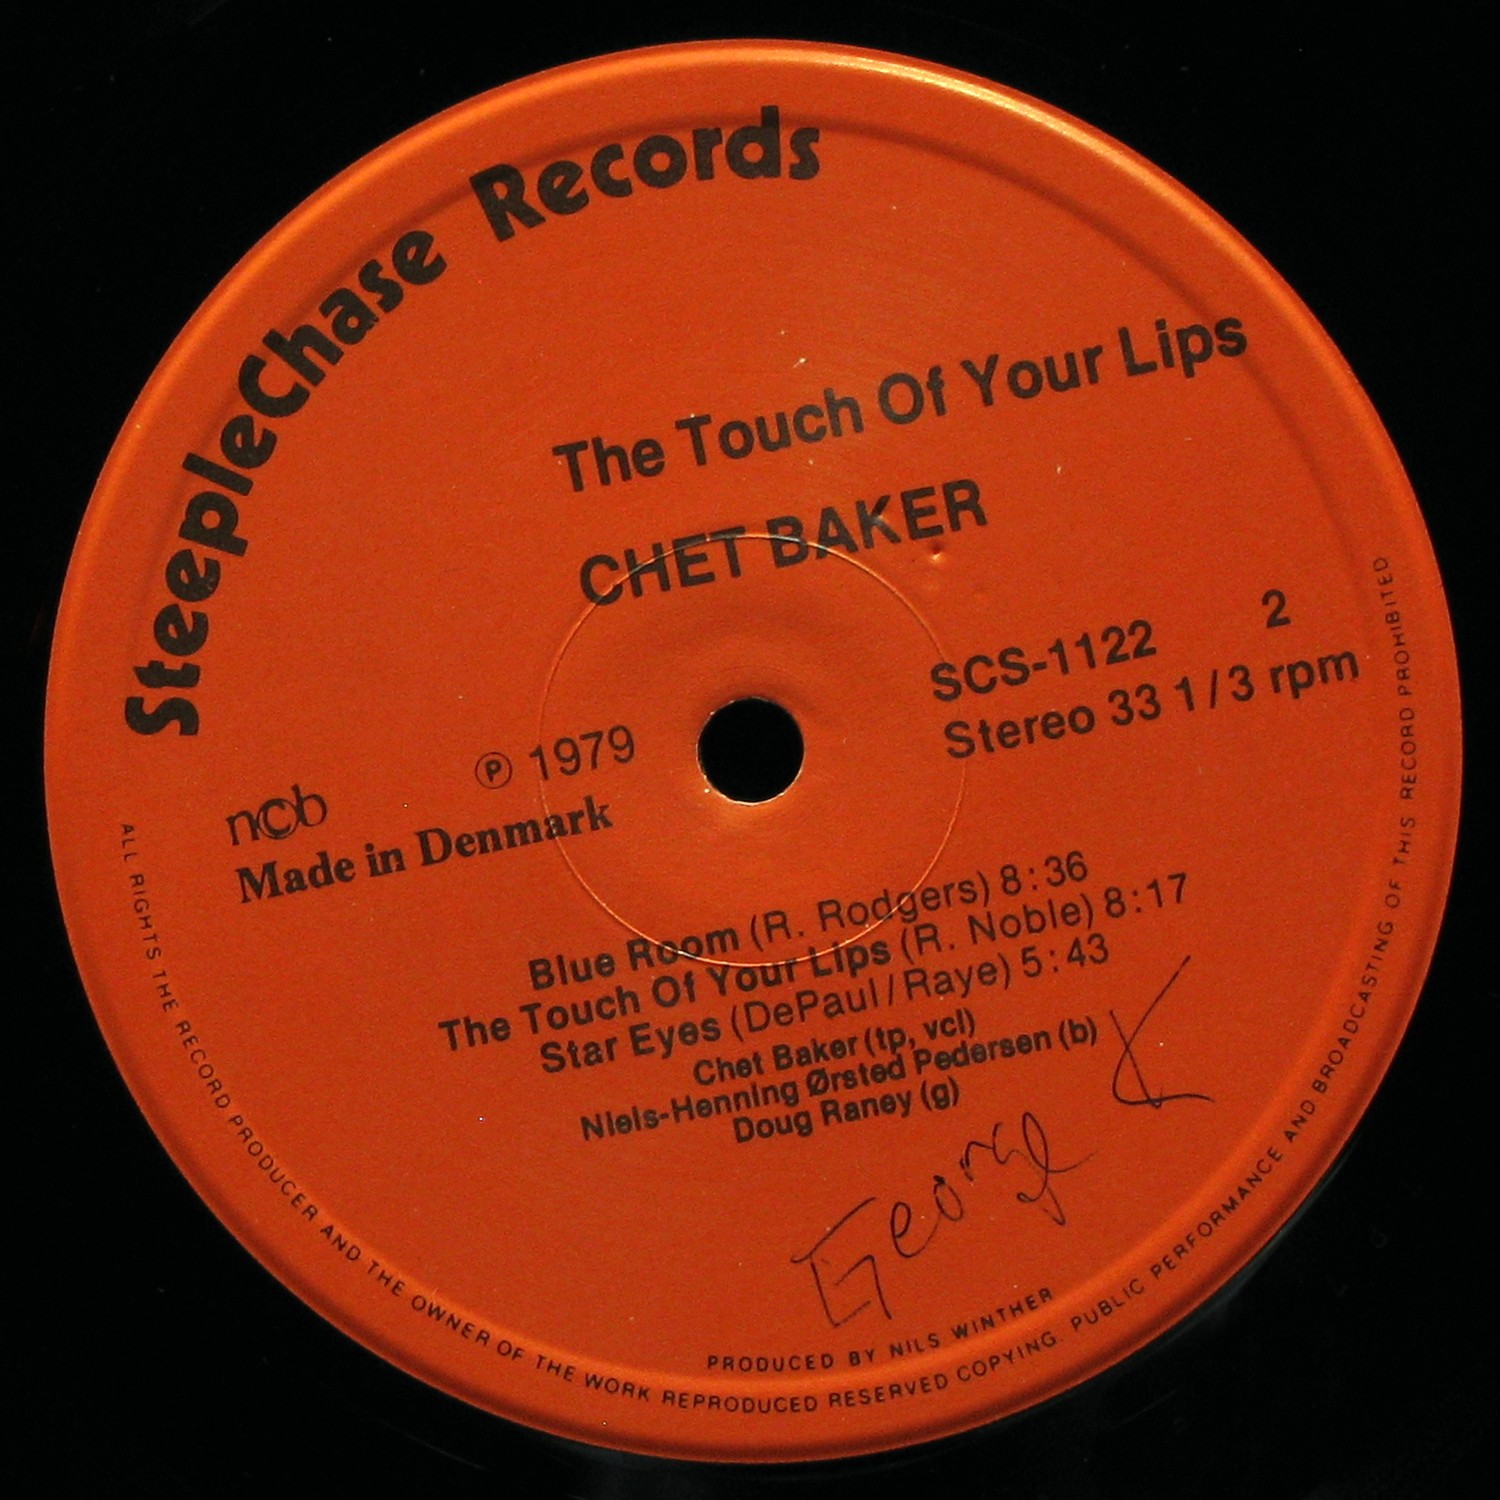 SteepleChase Records
The Touch Of Your Lips
CHET BAKER
SCS-1122 2
Stereo 33 1/3 rpm
Ⓟ 1979
n©b
Made in Denmark
Blue Room (R. Rodgers) 8:36
The Touch Of Your Lips (R. Noble) 8:17
Star Eyes (DePaul/Raye) 5:43
Chet Baker (tp, vcl)
Niels-Henning Ørsted Pedersen (b)
Doug Raney (g)
George K
PRODUCED BY NILS WINTHER
ALL RIGHTS THE RECORD PRODUCER AND THE OWNER OF THE WORK REPRODUCED RESERVED COPYING. PUBLIC PERFORMANCE AND BROADCASTING OF THIS RECORD PROHIBITED